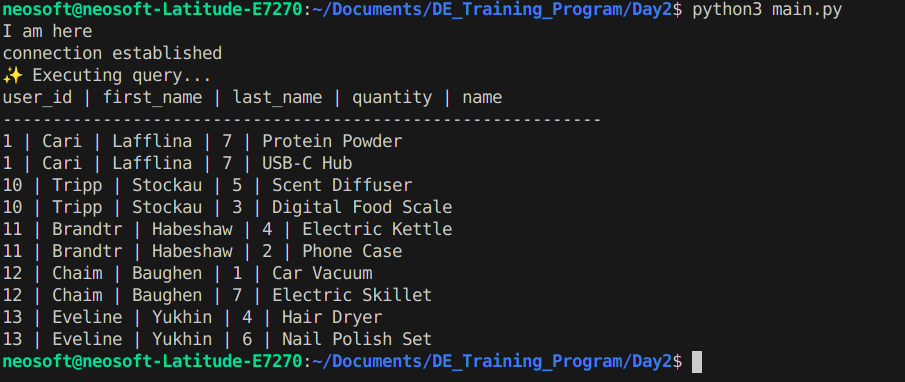 neosoft@neosoft-Latitude-E7270:~/Documents/DE_Training_Program/Day2$ python3 main.py
I am here
connection established
✨ Executing query...
user_id | first_name | last_name | quantity | name
------------------------------------------------------------
1 | Cari | Lafflina | 7 | Protein Powder
1 | Cari | Lafflina | 7 | USB-C Hub
10 | Tripp | Stockau | 5 | Scent Diffuser
10 | Tripp | Stockau | 3 | Digital Food Scale
11 | Brandtr | Habeshaw | 4 | Electric Kettle
11 | Brandtr | Habeshaw | 2 | Phone Case
12 | Chaim | Baughen | 1 | Car Vacuum
12 | Chaim | Baughen | 7 | Electric Skillet
13 | Eveline | Yukhin | 4 | Hair Dryer
13 | Eveline | Yukhin | 6 | Nail Polish Set
neosoft@neosoft-Latitude-E7270:~/Documents/DE_Training_Program/Day2$